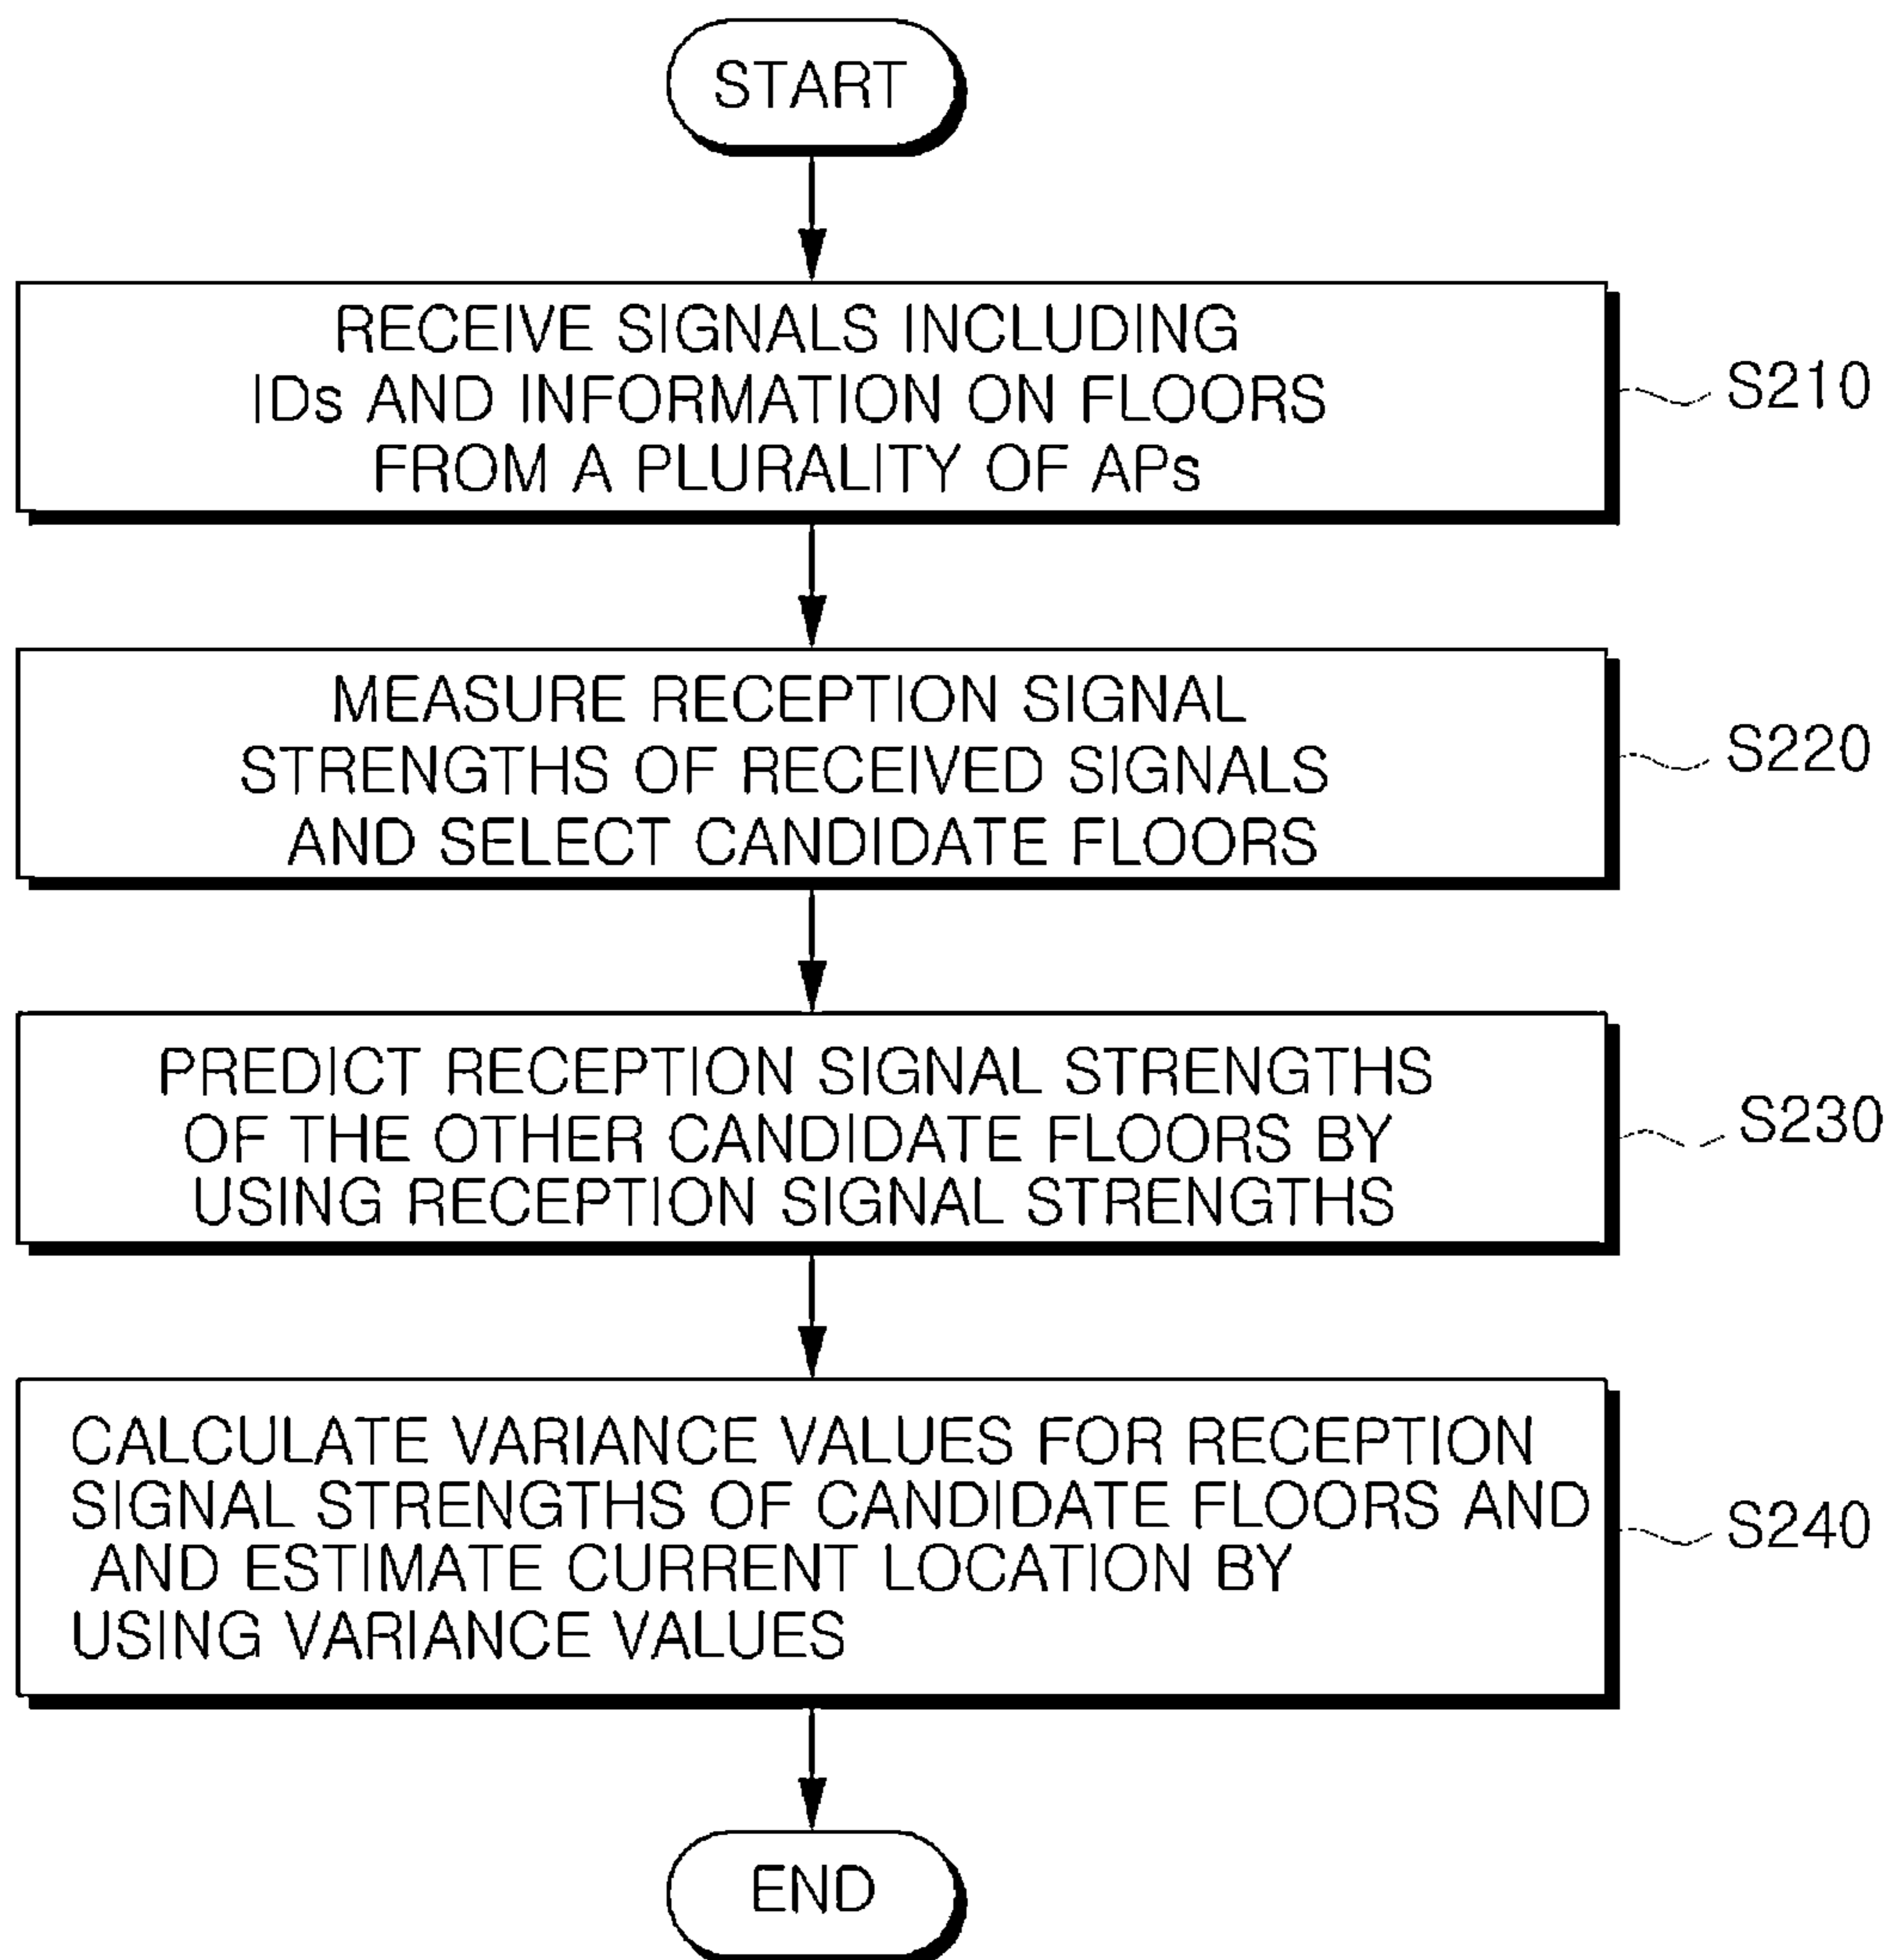 START
RECEIVE SIGNALS INCLUDING
IDs AND INFORMATION ON FLOORS
FROM A PLURALITY OF APs
S210
MEASURE RECEPTION SIGNAL
STRENGTHS OF RECEIVED SIGNALS
AND SELECT CANDIDATE FLOORS
S220
PREDICT RECEPTION SIGNAL STRENGTHS
OF THE OTHER CANDIDATE FLOORS BY
USING RECEPTION SIGNAL STRENGTHS
S230
CALCULATE VARIANCE VALUES FOR RECEPTION
SIGNAL STRENGTHS OF CANDIDATE FLOORS AND
AND ESTIMATE CURRENT LOCATION BY
USING VARIANCE VALUES
S240
END